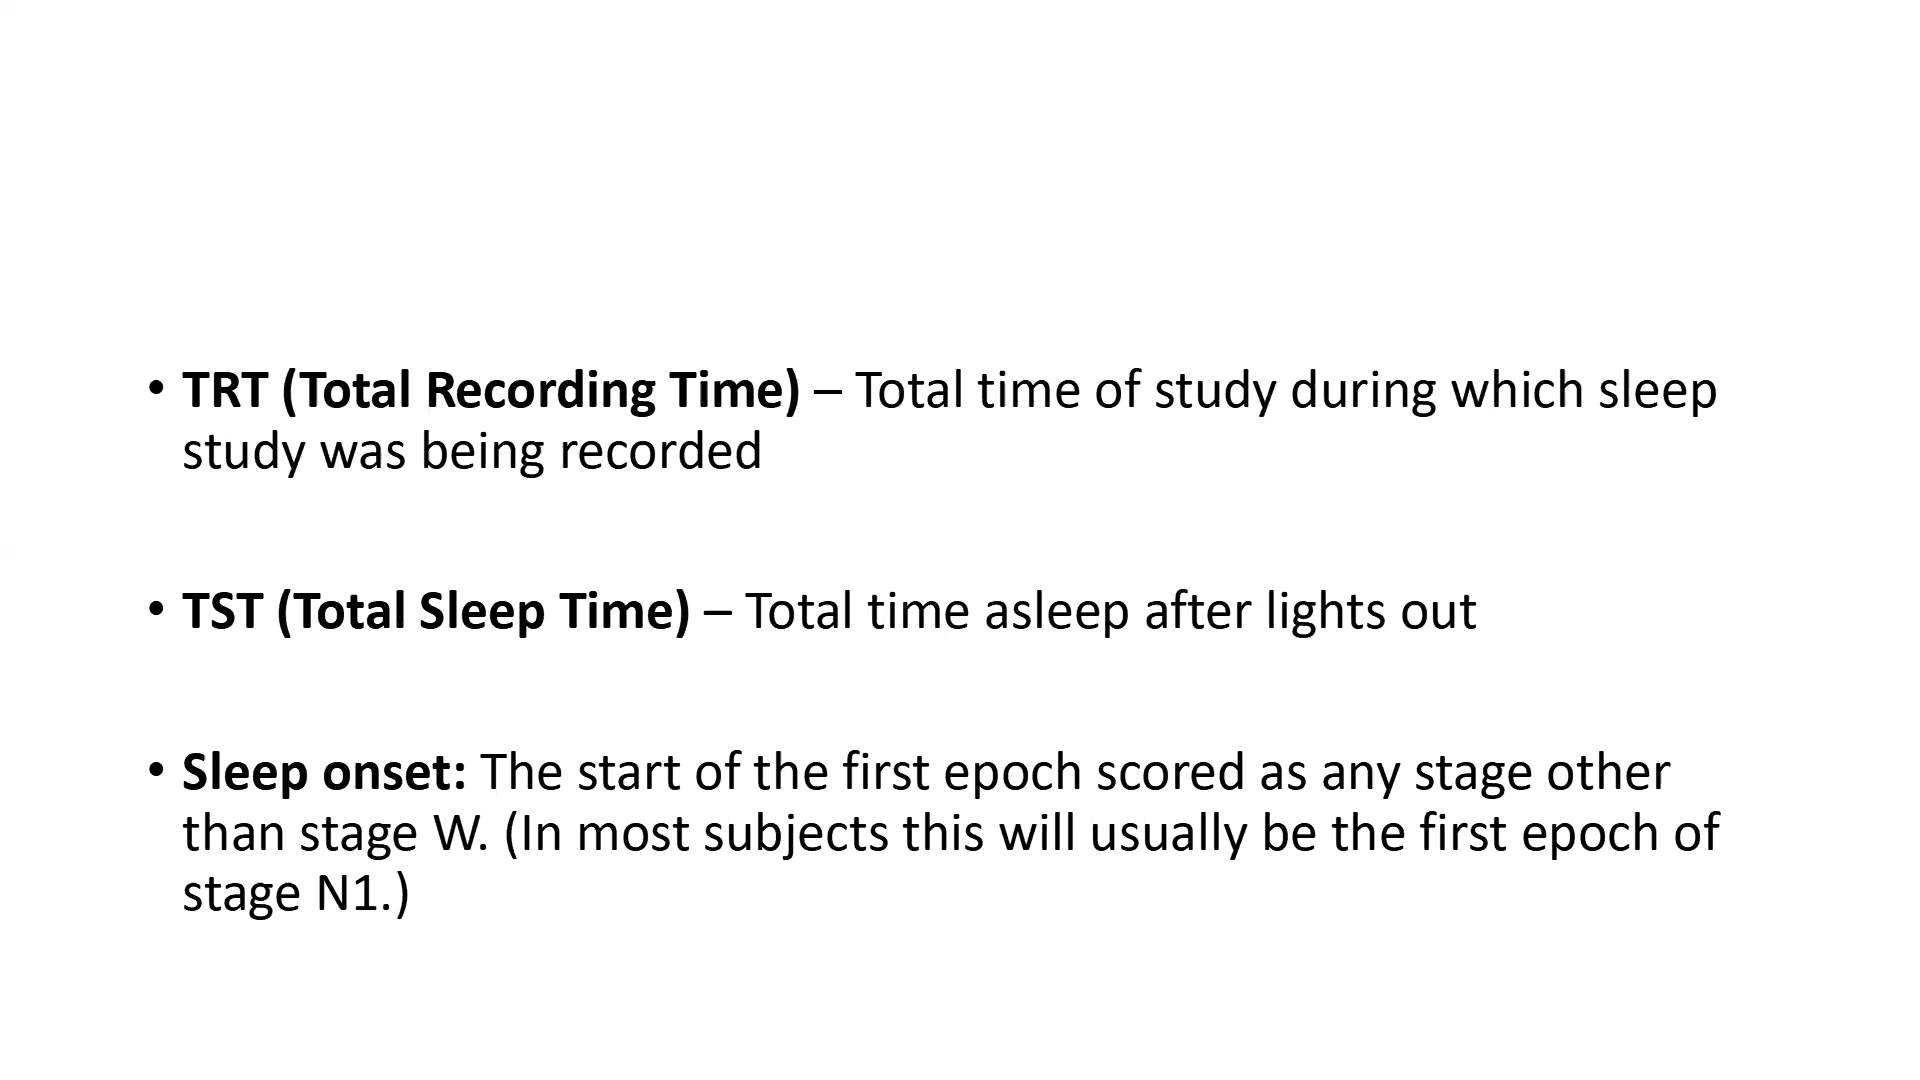 • TRT (Total Recording Time) – Total time of study during which sleep
study was being recorded
• TST (Total Sleep Time) – Total time asleep after lights out
• Sleep onset: The start of the first epoch scored as any stage other
than stage W. (In most subjects this will usually be the first epoch of
stage N1.)